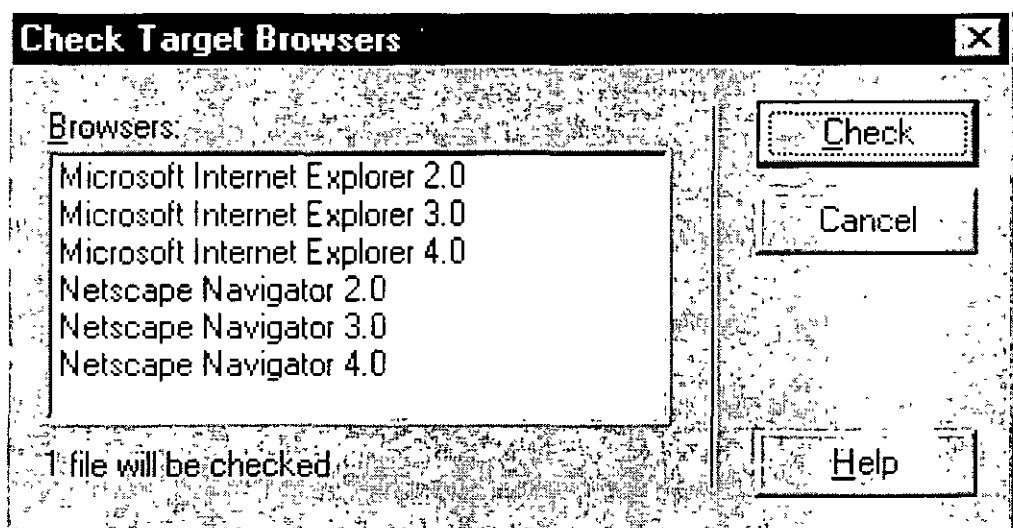 Check Target Browsers
Browsers:
Microsoft Internet Explorer 2.0
Microsoft Internet Explorer 3.0
Microsoft Internet Explorer 4.0
Netscape Navigator 2.0
Netscape Navigator 3.0
Netscape Navigator 4.0
1 file will be checked
Check
Cancel
Help